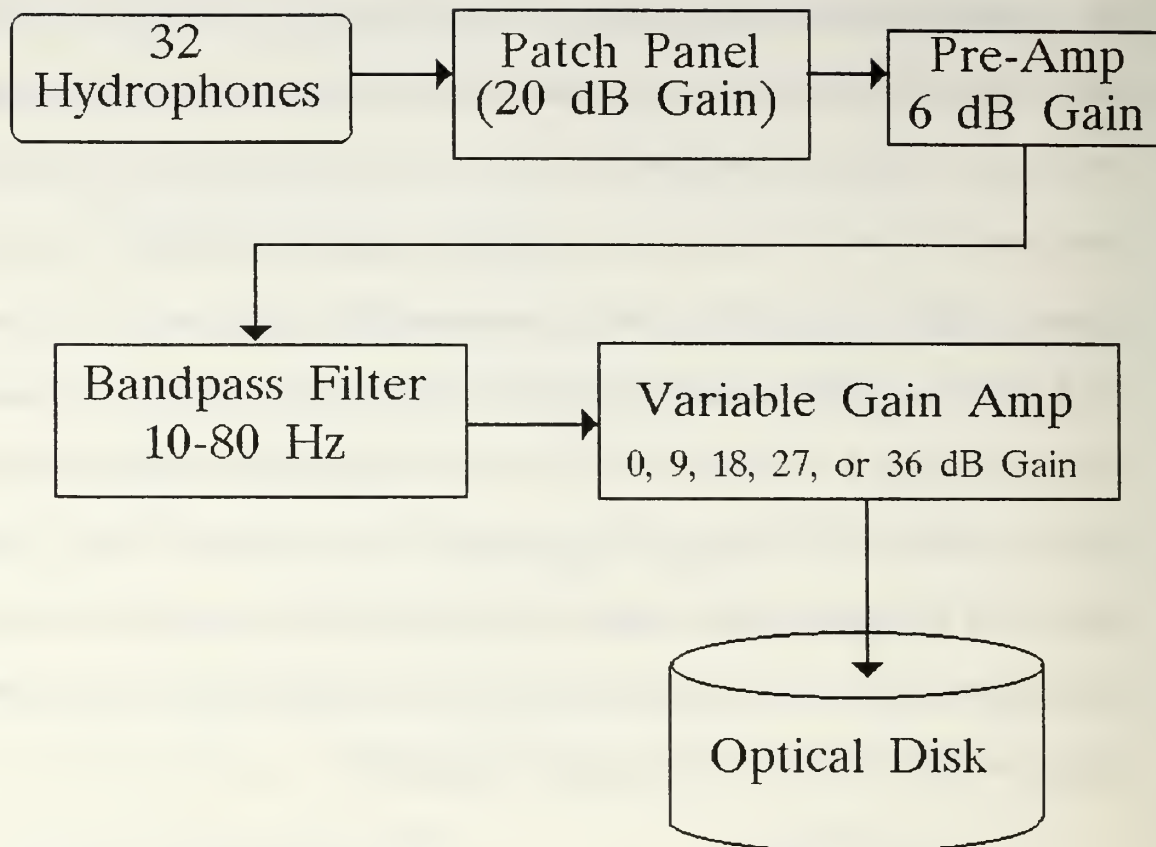 32
Hydrophones
Patch Panel
(20 dB Gain)
Pre-Amp
6 dB Gain
Bandpass Filter
10-80 Hz
Variable Gain Amp
0, 9, 18, 27, or 36 dB Gain
Optical Disk